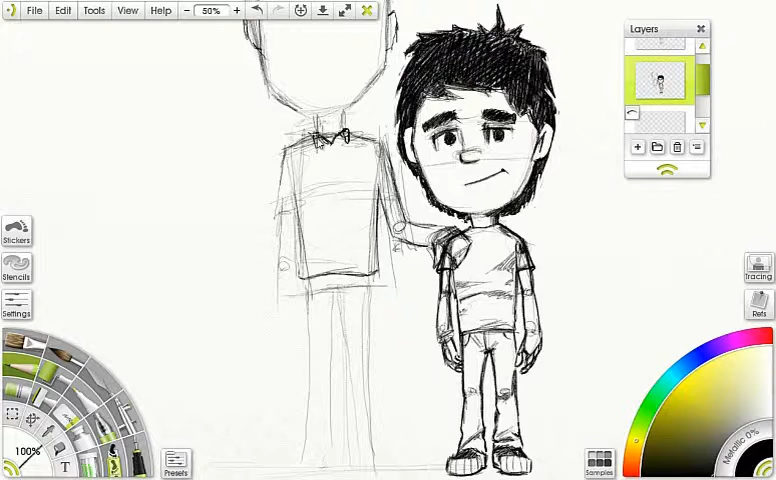 File Edit Tools View Help − 50% +
Layers
Stickers
Stencils
Settings
Tracing
Refs
100%
T
Presets
Samples
Metallic 0%